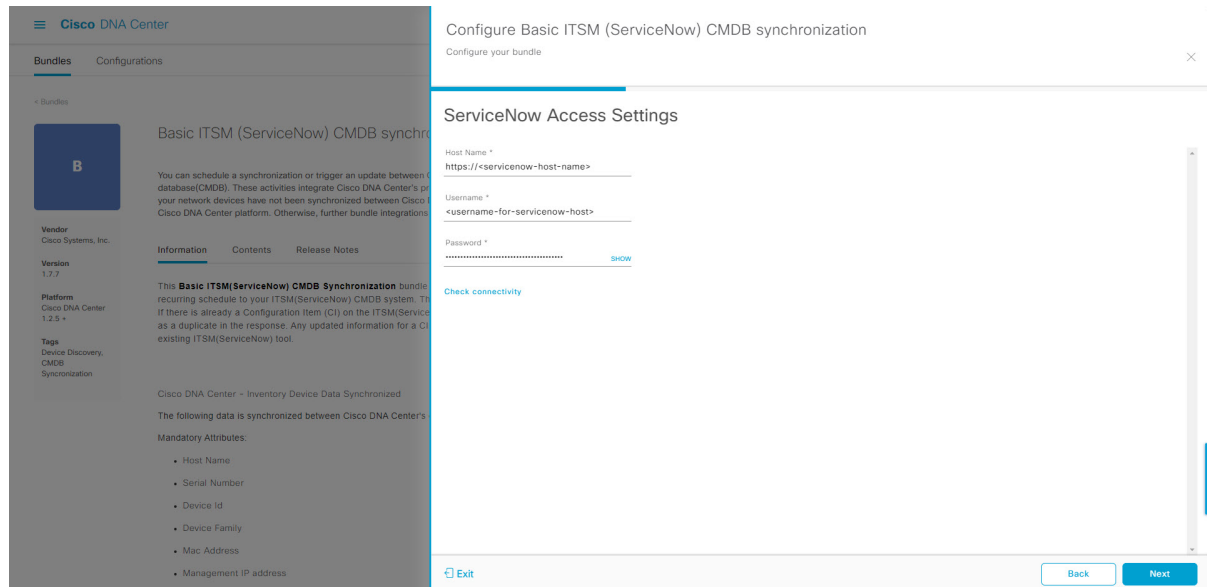 Cisco DNA Center
Bundles Configurations
< Bundles
B
Vendor
Cisco Systems, Inc.
Version
1.7.7
Platform
Cisco DNA Center
1.2.5 +
Tags
Device Discovery,
CMDB
Syncronization
Basic ITSM (ServiceNow) CMDB synchro
You can schedule a synchronization or trigger an update between
database(CMDB). These activities integrate Cisco DNA Center's pr
your network devices have not been synchronized between Cisco
Cisco DNA Center platform. Otherwise, further bundle integrations
Information Contents Release Notes
This Basic ITSM(ServiceNow) CMDB Synchronization bundle
recurring schedule to your ITSM(ServiceNow) CMDB system. Th
If there is already a Configuration Item (CI) on the ITSM(Service
as a duplicate in the response. Any updated information for a CI
existing ITSM(ServiceNow) tool.
Cisco DNA Center - Inventory Device Data Synchronized
The following data is synchronized between Cisco DNA Center's
Mandatory Attributes:
• Host Name
• Serial Number
• Device Id
• Device Family
• Mac Address
• Management IP address
Configure Basic ITSM (ServiceNow) CMDB synchronization
Configure your bundle
ServiceNow Access Settings
Host Name *
https://<servicenow-host-name>
Username *
<username-for-servicenow-host>
Password *
SHOW
Check connectivity
Exit
Back Next